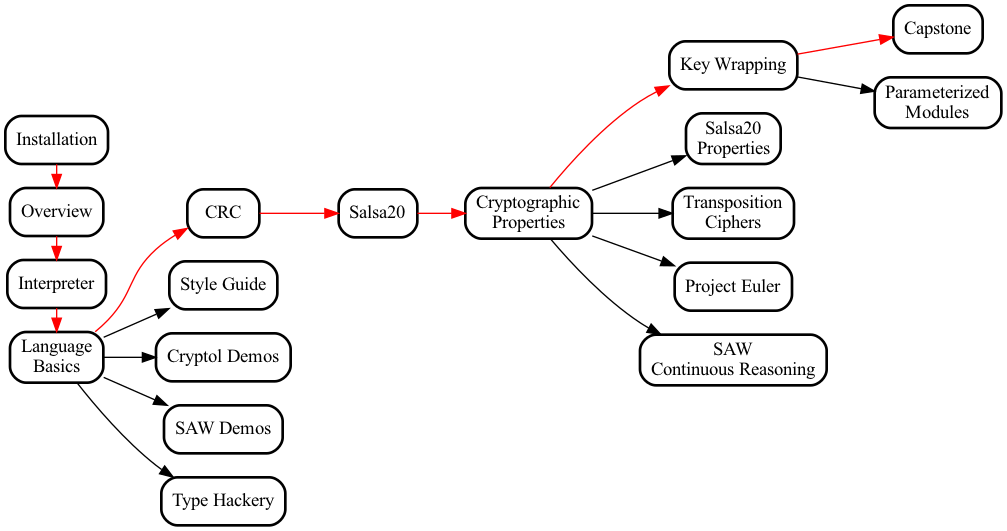 Installation
Overview
Interpreter
Language
Basics
CRC
Style Guide
Cryptol Demos
SAW Demos
Type Hackery
Salsa20
Cryptographic
Properties
Key Wrapping
Salsa20
Properties
Transposition
Ciphers
Project Euler
SAW
Continuous Reasoning
Capstone
Parameterized
Modules